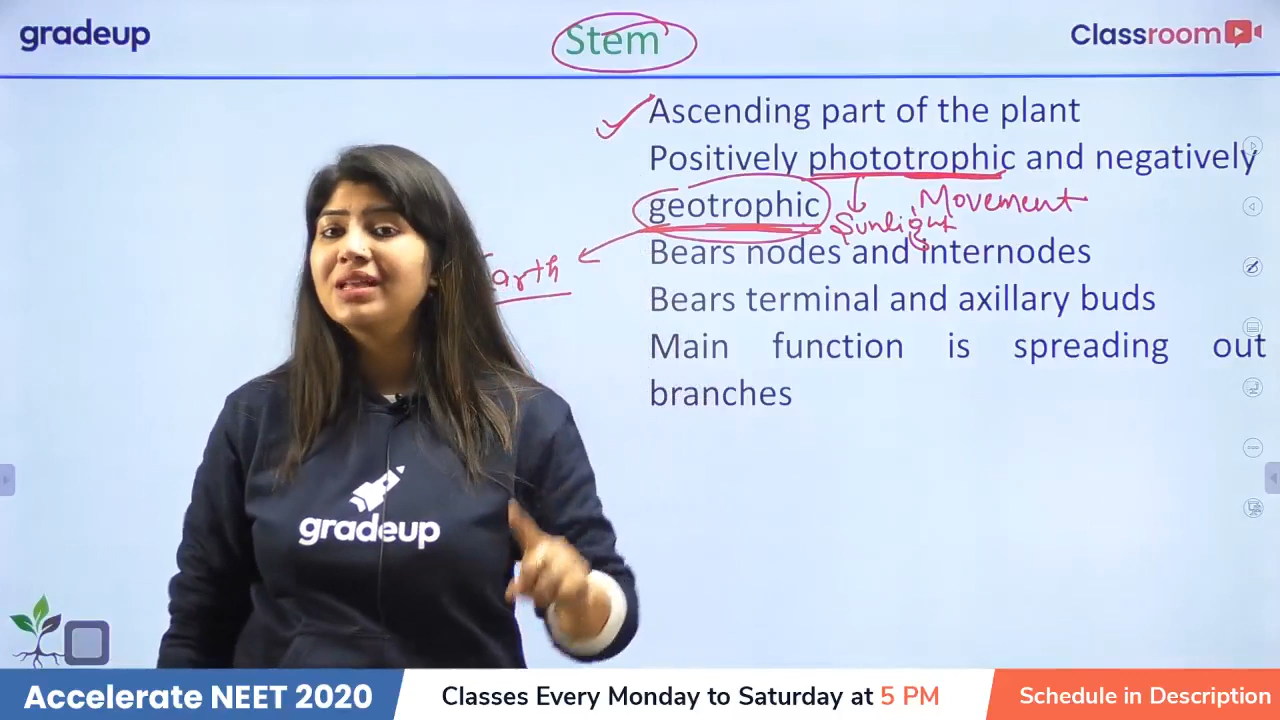 gradeup
Stem
Classroom
Ascending part of the plant
Positively phototrophic and negatively
geotrophic
Movement
Sunlight
Bears nodes and internodes
Earth
Bears terminal and axillary buds
Main function is spreading out
branches
gradeup
Accelerate NEET 2020
Classes Every Monday to Saturday at 5 PM
Schedule in Description